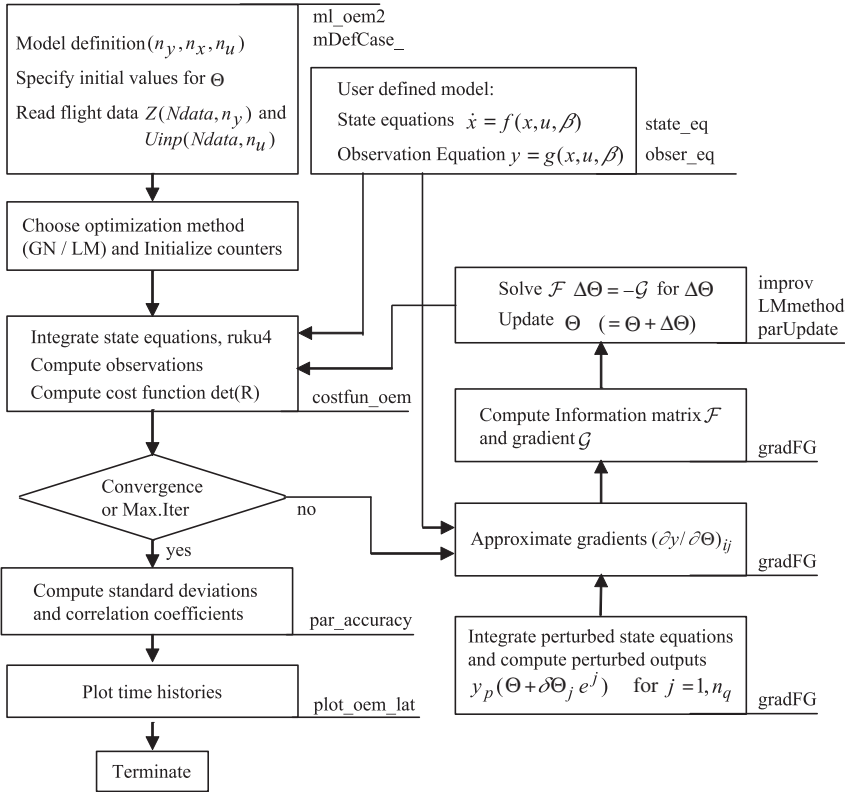 ml_oem2
mDefCase_
Model definition(n_y, n_x, n_u)
Specify initial values for Θ
Read flight data Z(Ndata, n_y) and
Uinp(Ndata, n_u)
User defined model:
State equations ẋ = f(x,u,β)
Observation Equation y = g(x,u,β)
state_eq
obser_eq
Choose optimization method
(GN / LM) and Initialize counters
Solve ℱ ΔΘ = −𝒢 for ΔΘ
Update Θ (= Θ + ΔΘ)
improv
LMmethod
parUpdate
Integrate state equations, ruku4
Compute observations
Compute cost function det(R)
costfun_oem
Compute Information matrix ℱ
and gradient 𝒢
gradFG
Convergence
or Max.Iter
no
yes
Approximate gradients (∂y/∂Θ)_ij
gradFG
Compute standard deviations
and correlation coefficients
par_accuracy
Integrate perturbed state equations
and compute perturbed outputs
y_p(Θ+δΘ_j e^j) for j = 1, n_q
gradFG
Plot time histories
plot_oem_lat
Terminate